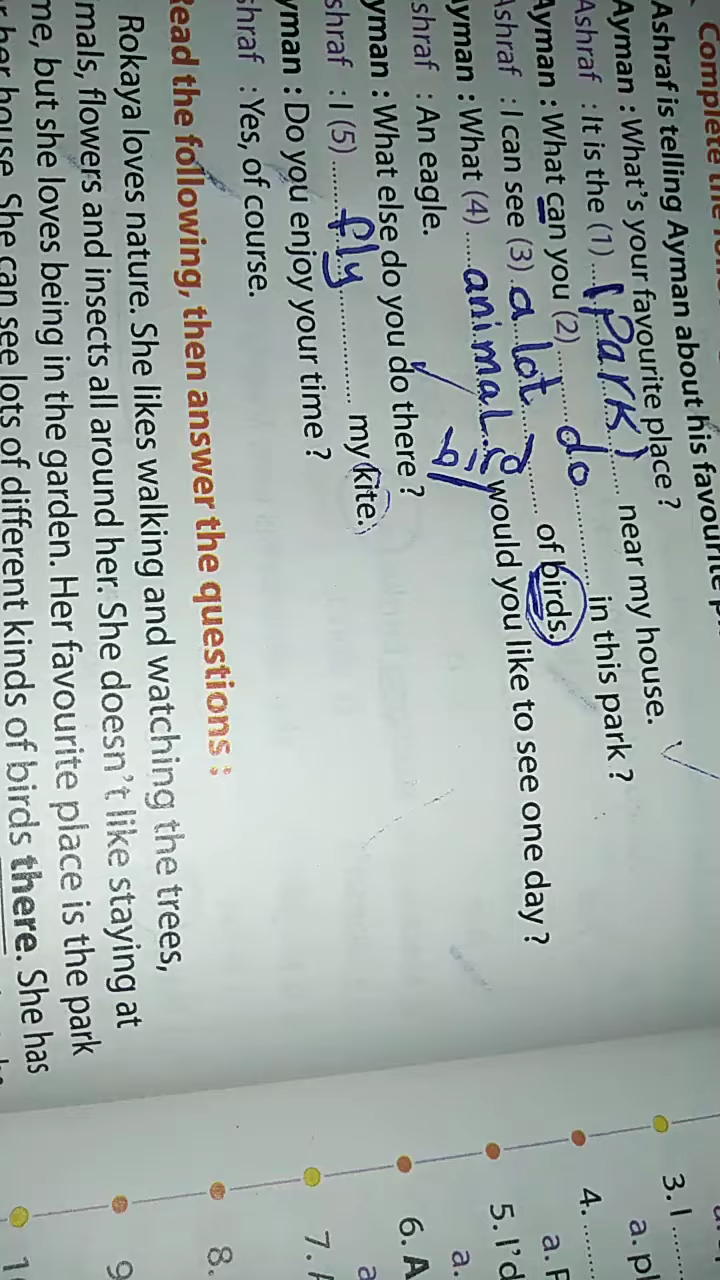 Complete the
Ashraf is telling Ayman about his favourite
Ayman : What's your favourite place ?
Ashraf : It is the (1) (Park) near my house.
Ayman : What can you (2) do in this park ?
Ashraf : I can see (3) a lot of birds.
yman : What (4) animal would you like to see one day ?
shraf : An eagle.
yman : What else do you do there ?
shraf : I (5) fly my kite.
yman : Do you enjoy your time ?
shraf : Yes, of course.
Read the following, then answer the questions :
Rokaya loves nature. She likes walking and watching the trees,
mals, flowers and insects all around her. She doesn't like staying at
me, but she loves being in the garden. Her favourite place is the park
her house. She can see lots of different kinds of birds there. She has
3. I
a. pl
4.
a. F
5. I'd
a.
6. A
a
7.
8.
9
1